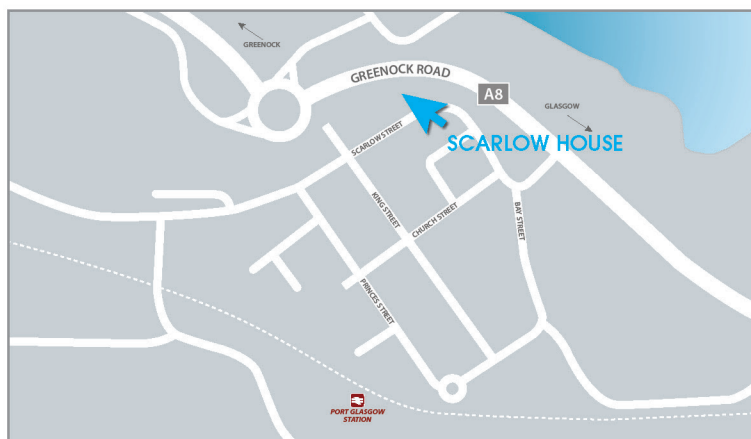 GREENOCK
GREENOCK ROAD
A8
GLASGOW
SCARLOW HOUSE
SCARLOW STREET
KING STREET
CHURCH STREET
BAY STREET
PRINCES STREET
PORT GLASGOW
STATION